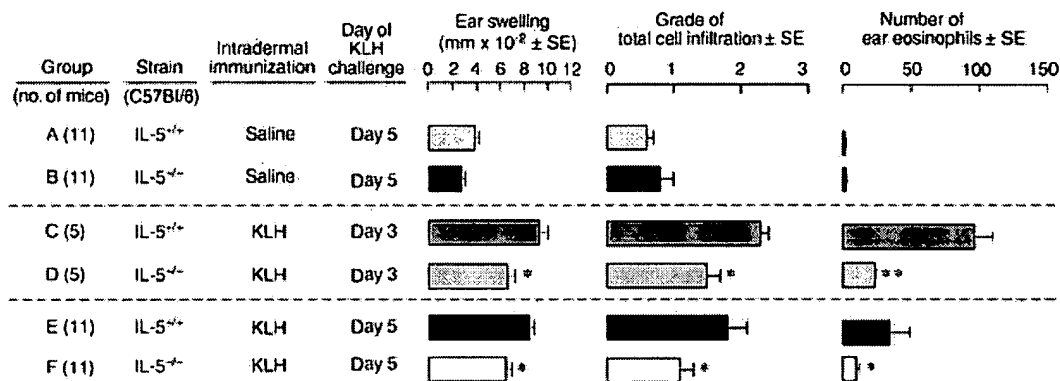 Group (no. of mice) Strain (C57Bl/6) Intradermal immunization Day of KLH challenge Ear swelling (mm x 10⁻² ± SE) Grade of total cell infiltration ± SE Number of ear eosinophils ± SE
0 2 4 6 8 10 12 0 1 2 3 0 50 100 150
A (11) IL-5+/+ Saline Day 5
B (11) IL-5-/- Saline Day 5
C (5) IL-5+/+ KLH Day 3
D (5) IL-5-/- KLH Day 3 * * **
E (11) IL-5+/+ KLH Day 5
F (11) IL-5-/- KLH Day 5 * * *